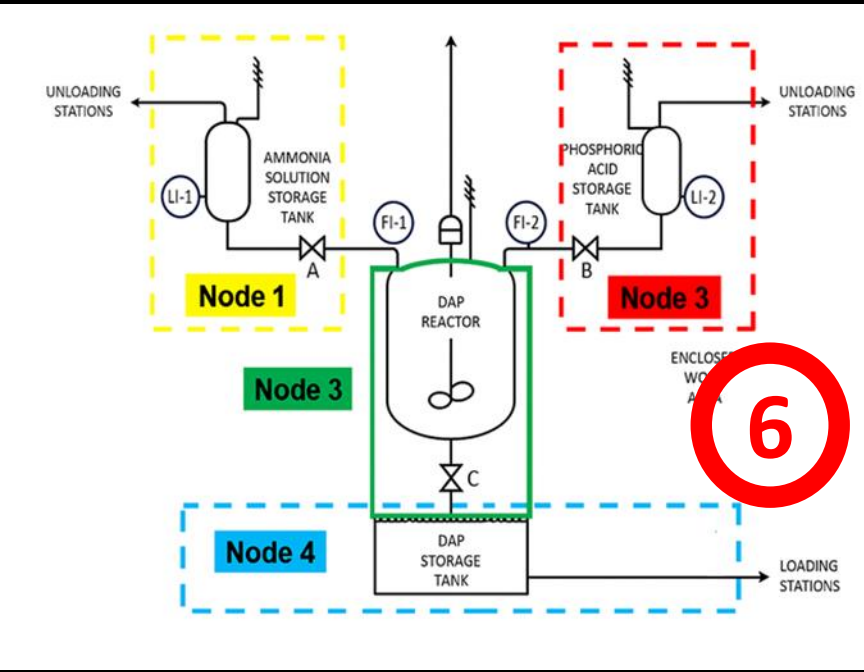 UNLOADING
STATIONS
LI-1
AMMONIA
SOLUTION
STORAGE
TANK
A
Node 1
FI-1
FI-2
PHOSPHORIC
ACID
STORAGE
TANK
LI-2
UNLOADING
STATIONS
B
Node 3
DAP
REACTOR
Node 3
C
6
Node 4
DAP
STORAGE
TANK
LOADING
STATIONS